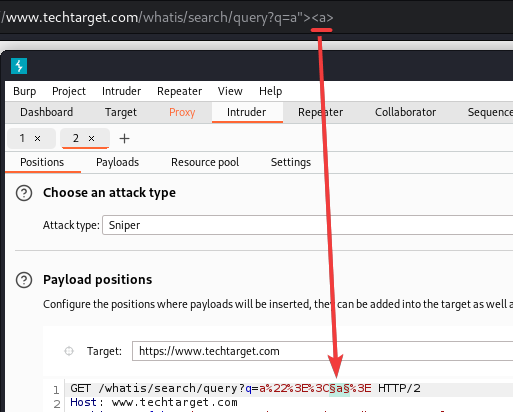 /www.techtarget.com/whatis/search/query?q=a"><a>
Burp Project Intruder Repeater View Help
Dashboard Target Proxy Intruder Repeater Collaborator Sequence
1 × 2 × +
Positions Payloads Resource pool Settings
? Choose an attack type
Attack type: Sniper
? Payload positions
Configure the positions where payloads will be inserted, they can be added into the target as well a
Target: https://www.techtarget.com
1 GET /whatis/search/query?q=a%22%3E%3C§a§%3E HTTP/2
2 Host: www.techtarget.com